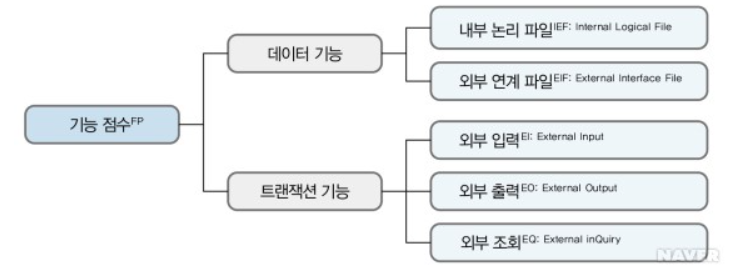 내부 논리 파일IEF: Internal Logical File
데이터 기능
외부 연계 파일EIF: External Interface File
기능 점수FP
외부 입력EI: External Input
트랜잭션 기능
외부 출력EO: External Output
외부 조회EQ: External inQuiry
NAVER